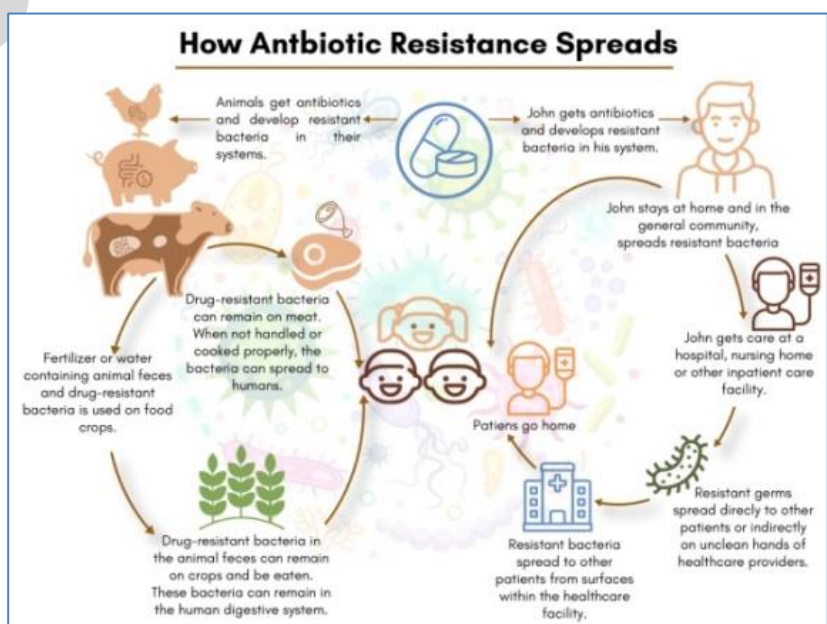 How Antbiotic Resistance Spreads
Animals get antibiotics
and develop resistant
bacteria in their
systems.
John gets antibiotics
and develops resistant
bacteria in his system.
John stays at home and in the
general community,
spreads resistant bacteria
Drug-resistant bacteria
can remain on meat.
When not handled or
cooked properly, the
bacteria can spread to
humans.
John gets care at a
hospital, nursing home
or other inpatient care
facility.
Fertilizer or water
containing animal feces
and drug-resistant
bacteria is used on food
crops.
Patiens go home
Resistant germs
spread direcly to other
patients or indirectly
on unclean hands of
healthcare providers.
Drug-resistant bacteria in
the animal feces can remain
on crops and be eaten.
These bacteria can remain in
the human digestive system.
Resistant bacteria
spread to other
patients from surfaces
within the healthcare
facility.